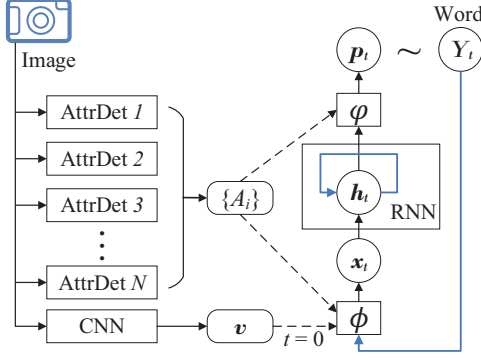 Word
Image
p_t ~ Y_t
AttrDet 1
φ
AttrDet 2
AttrDet 3
{A_i}
h_t
RNN
x_t
AttrDet N
CNN
v
t = 0
ϕ